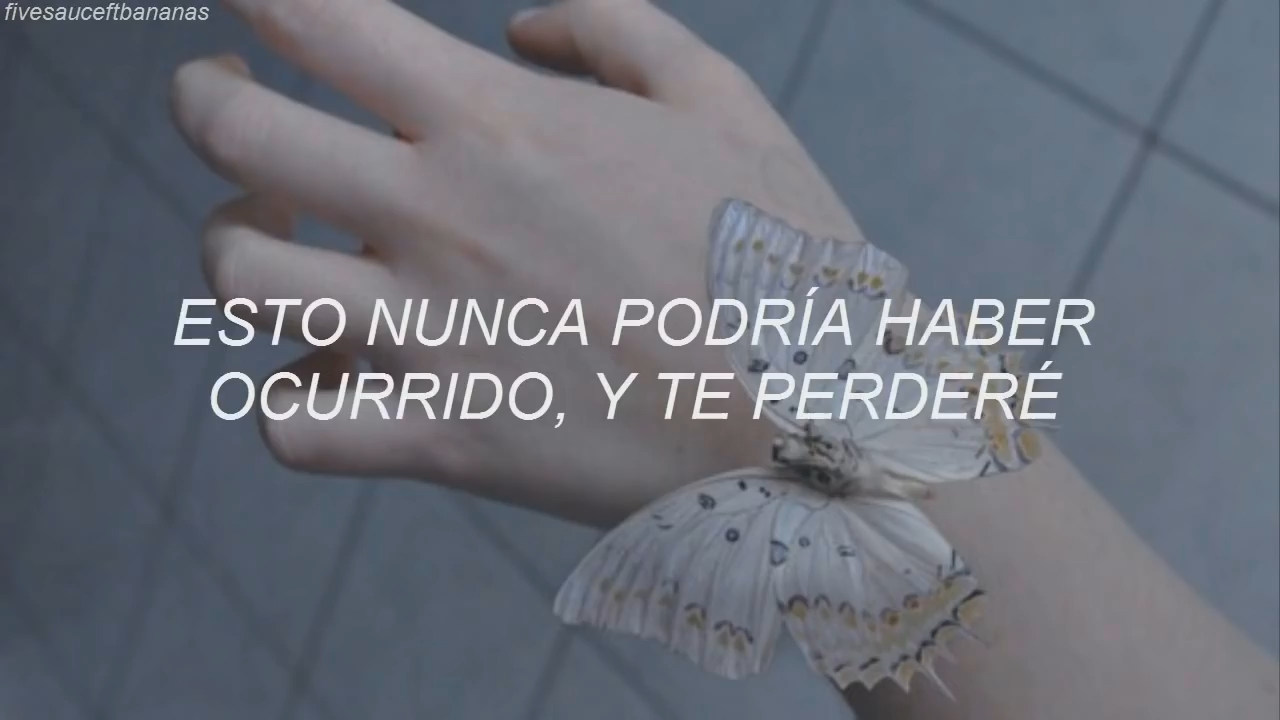 fivesauceftbananas
ESTO NUNCA PODRÍA HABER
OCURRIDO, Y TE PERDERÉ